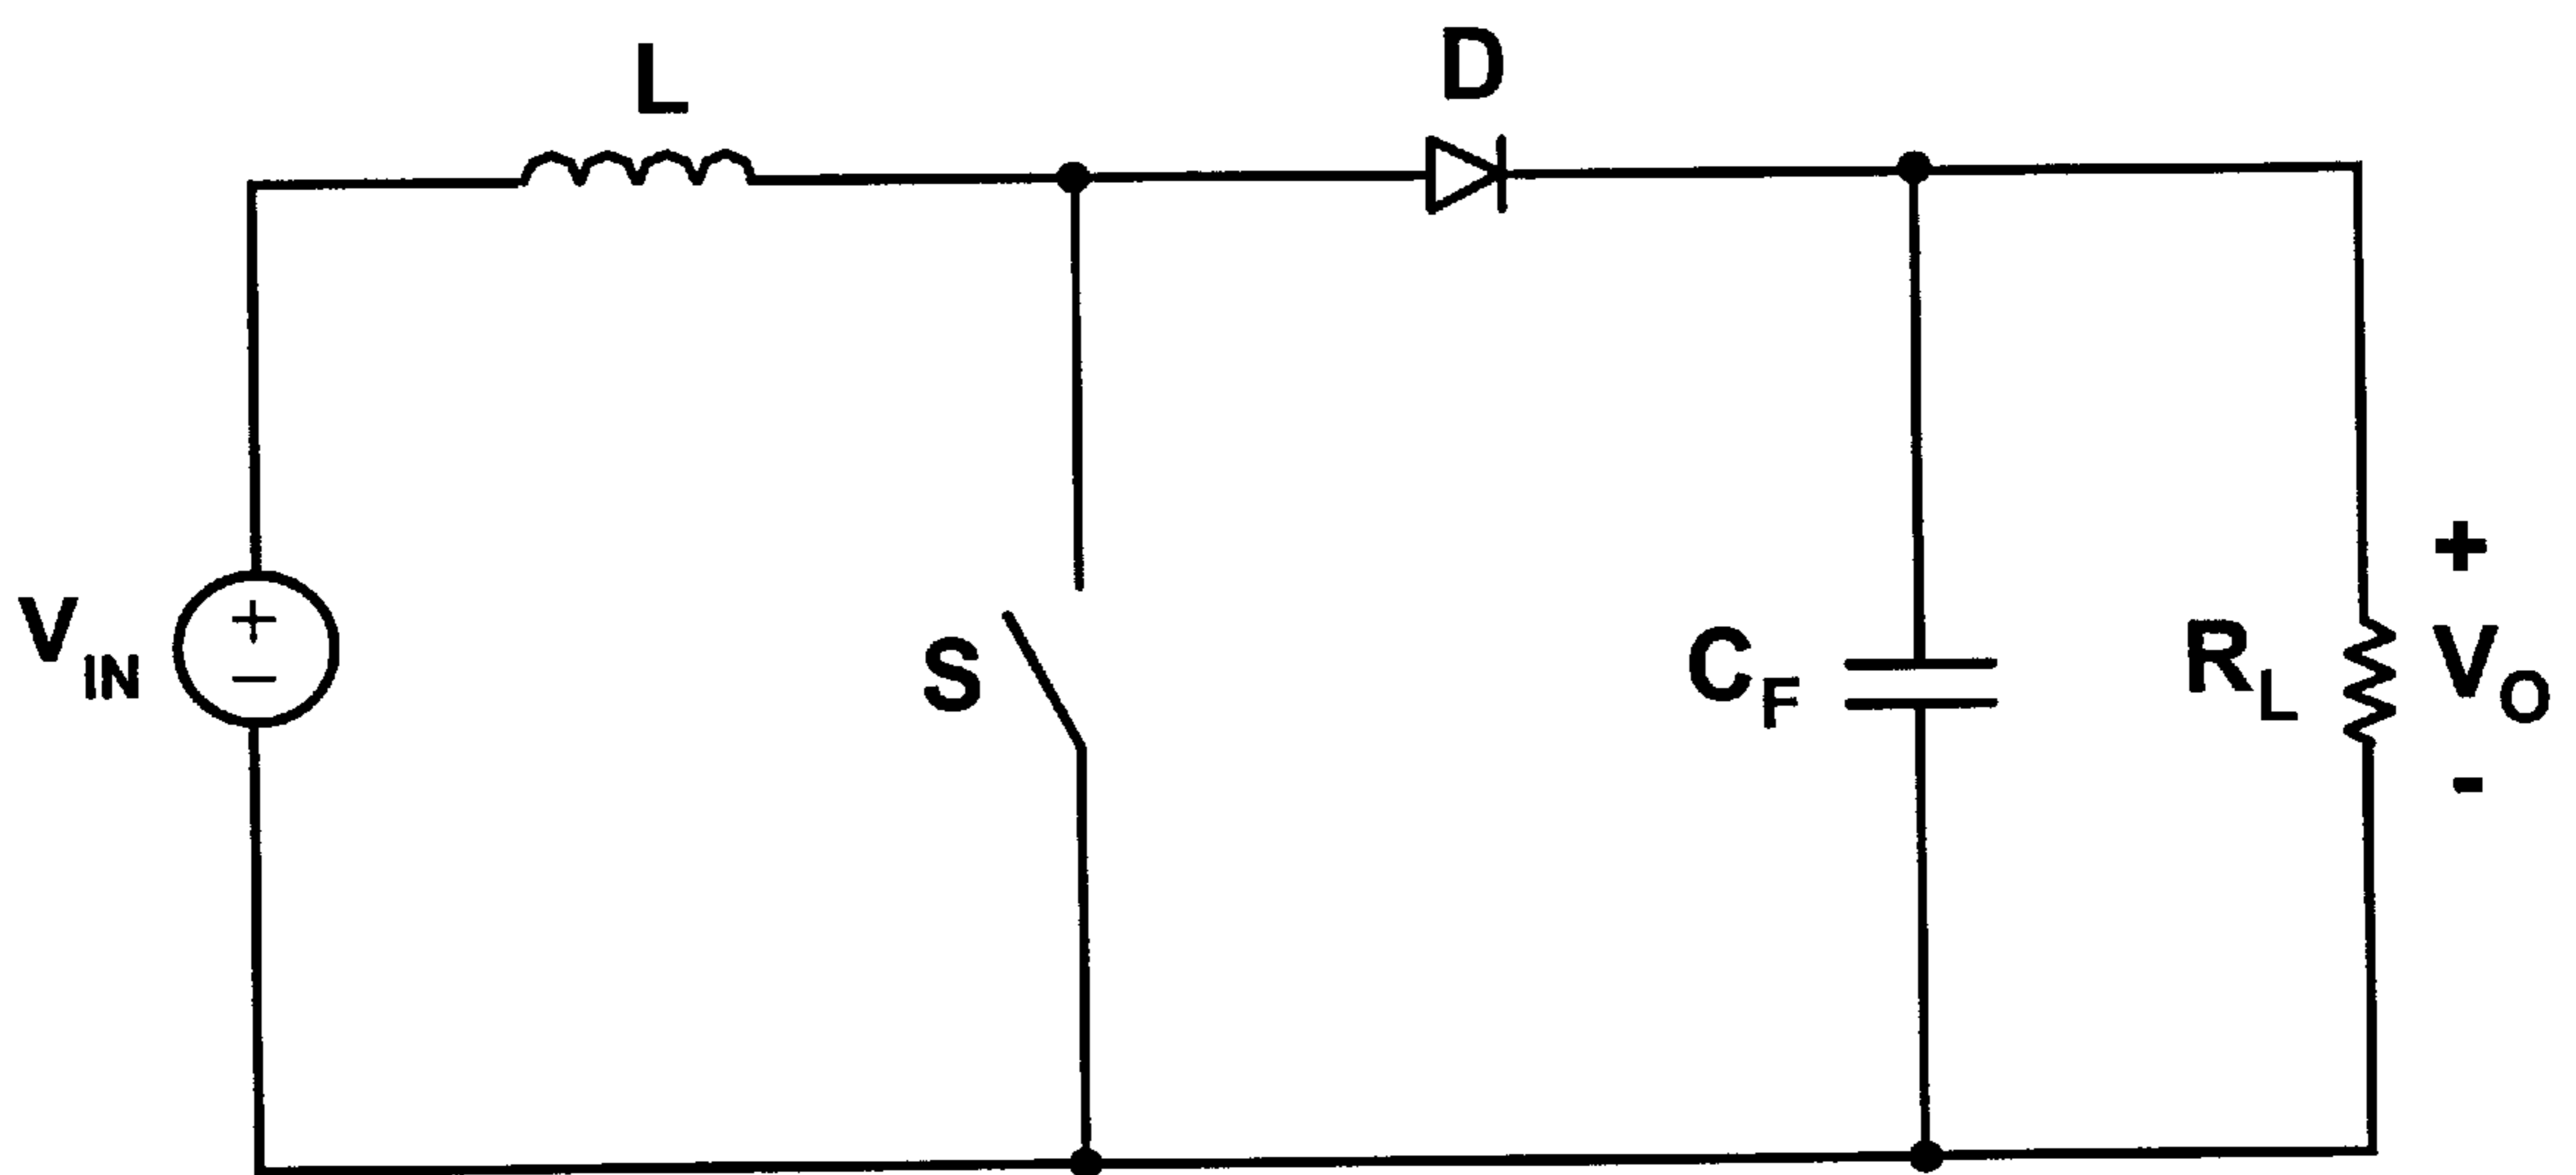 L
D
+
−
V_IN
S
C_F
R_L
+
V_O
-